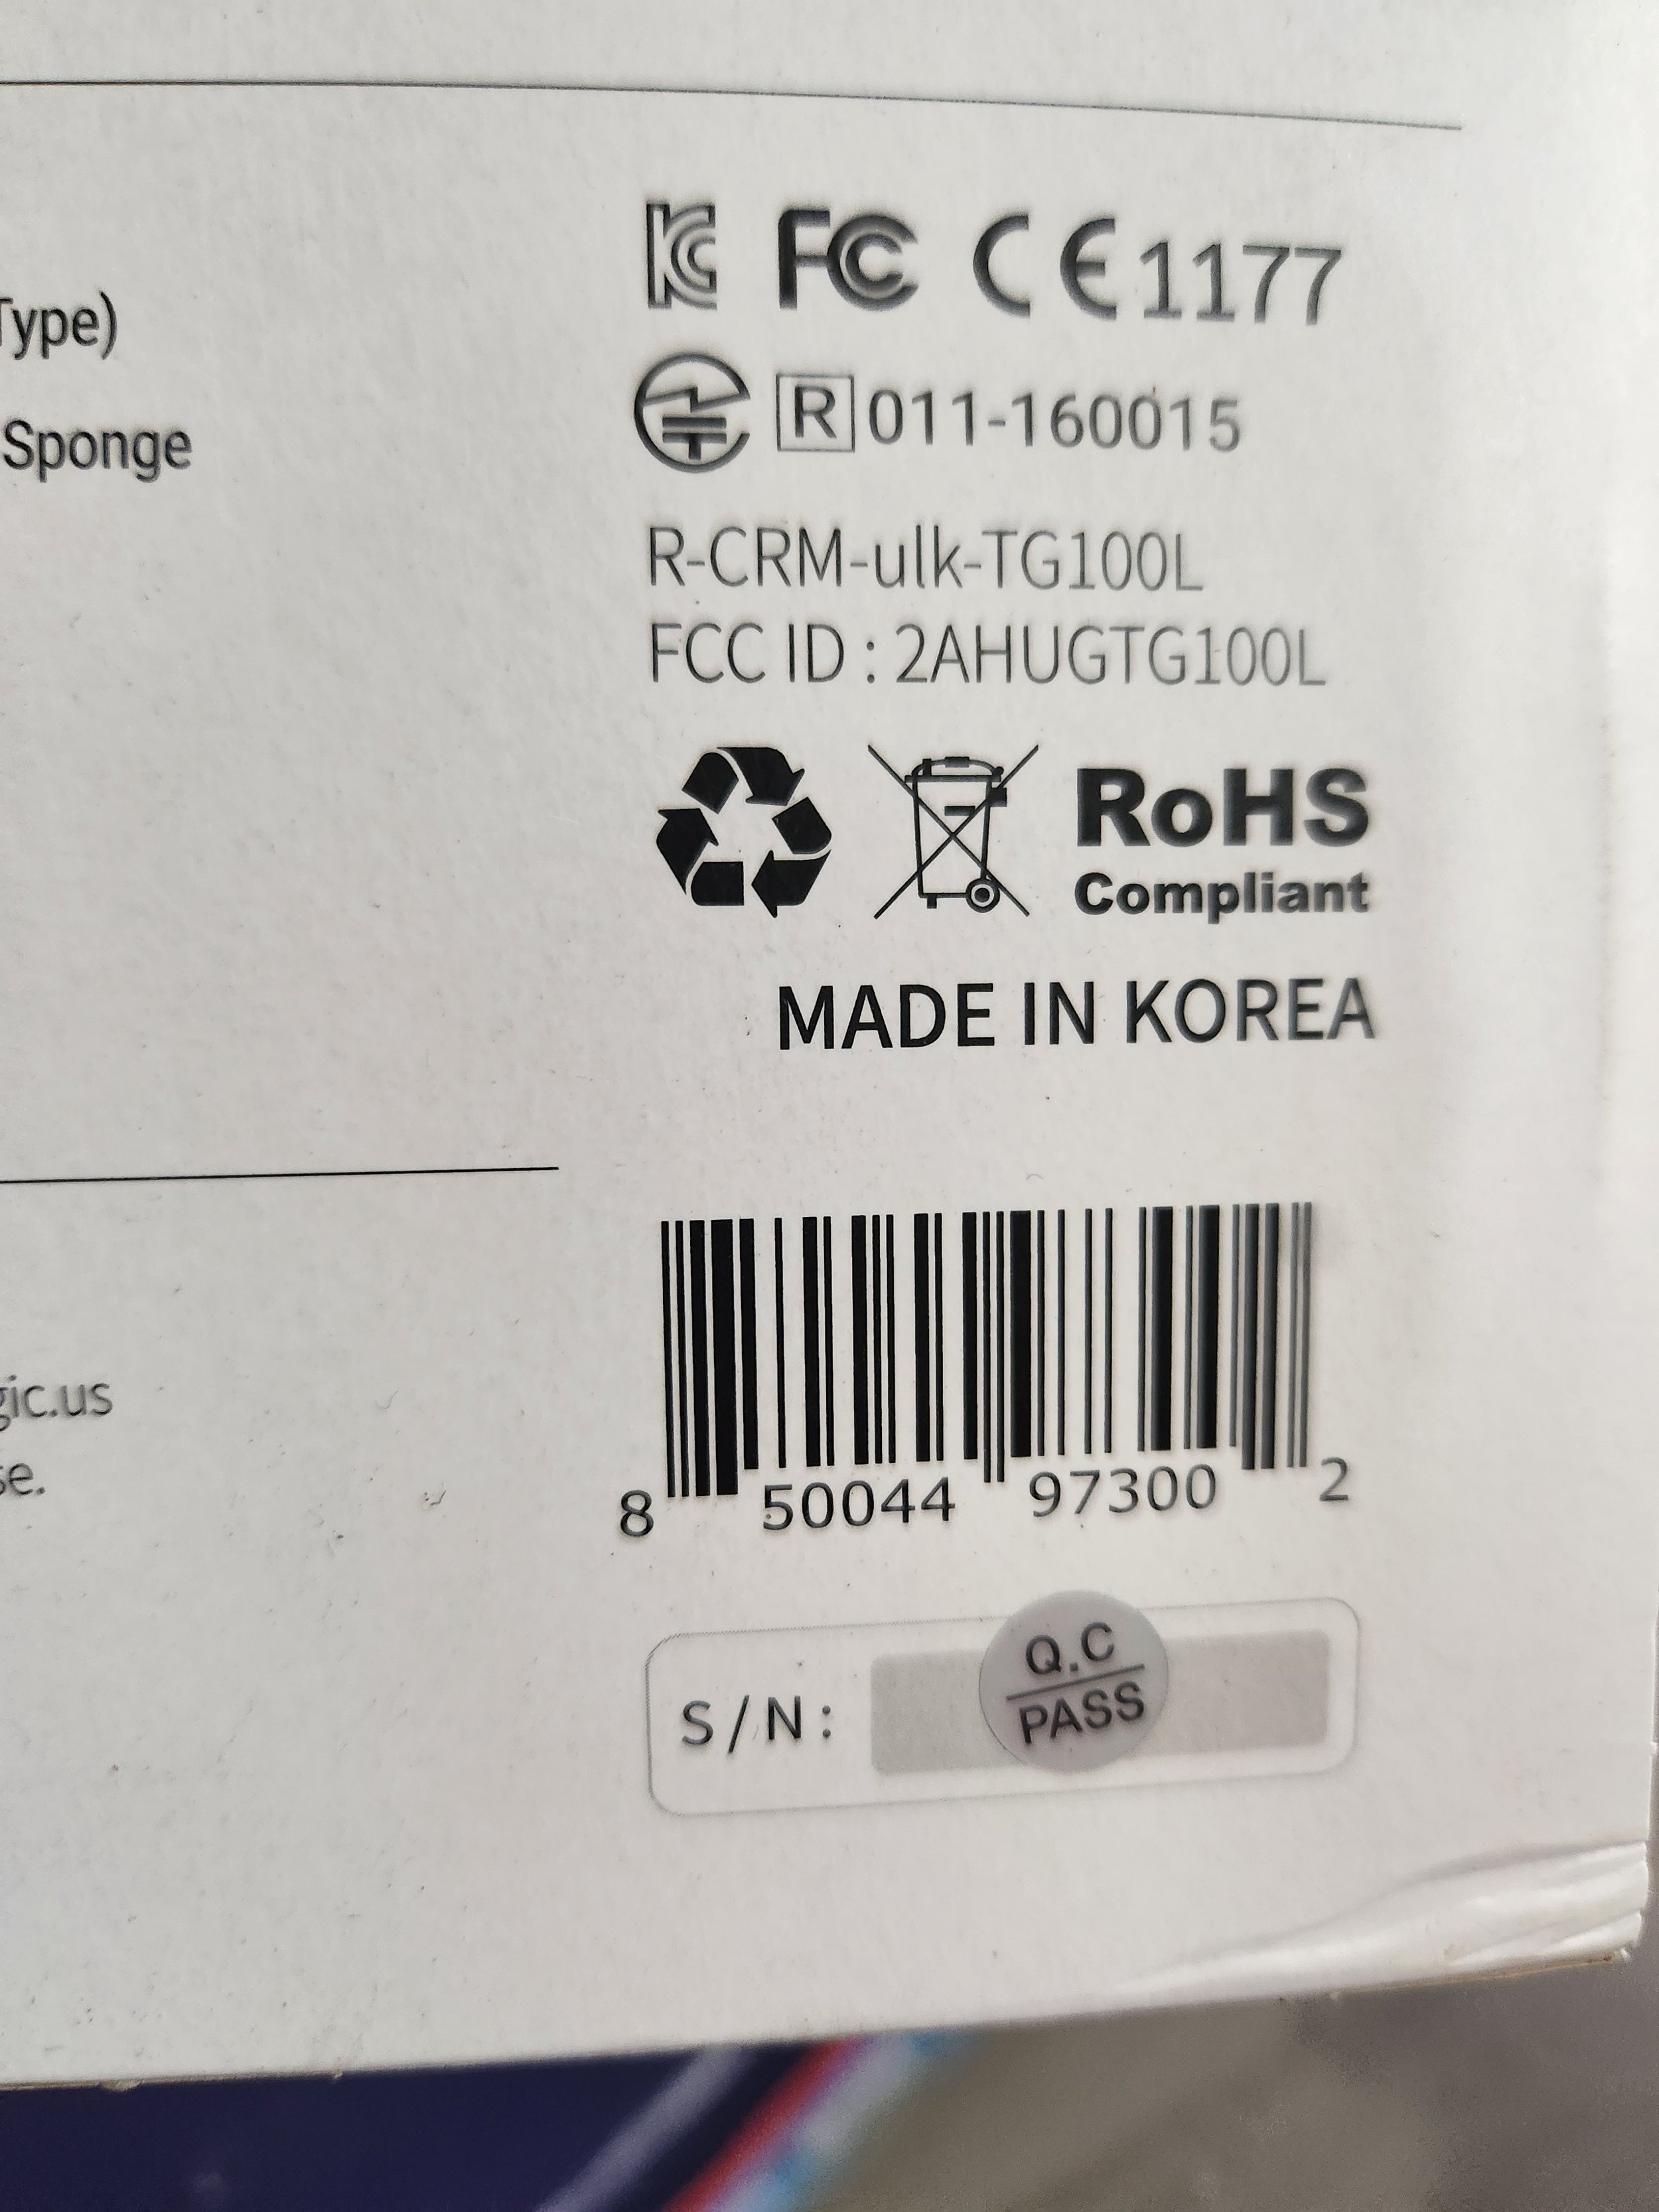 Type)
Sponge
KC FC CE 1177
R 011-160015
R-CRM-ulk-TG100L
FCC ID : 2AHUGTG100L
RoHS
Compliant
MADE IN KOREA
gic.us
se.
8 50044 97300 2
S/N:
Q.C
PASS